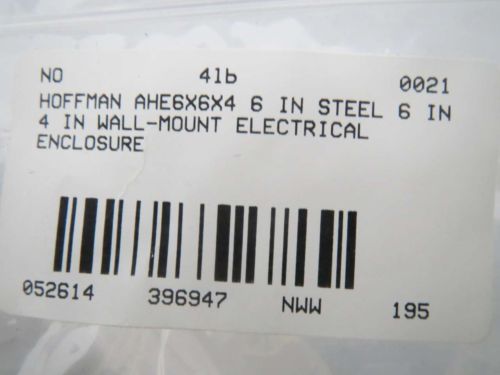 NO 4lb 0021
HOFFMAN AHE6X6X4 6 IN STEEL 6 IN
4 IN WALL-MOUNT ELECTRICAL
ENCLOSURE
052614 396947 NWW 195